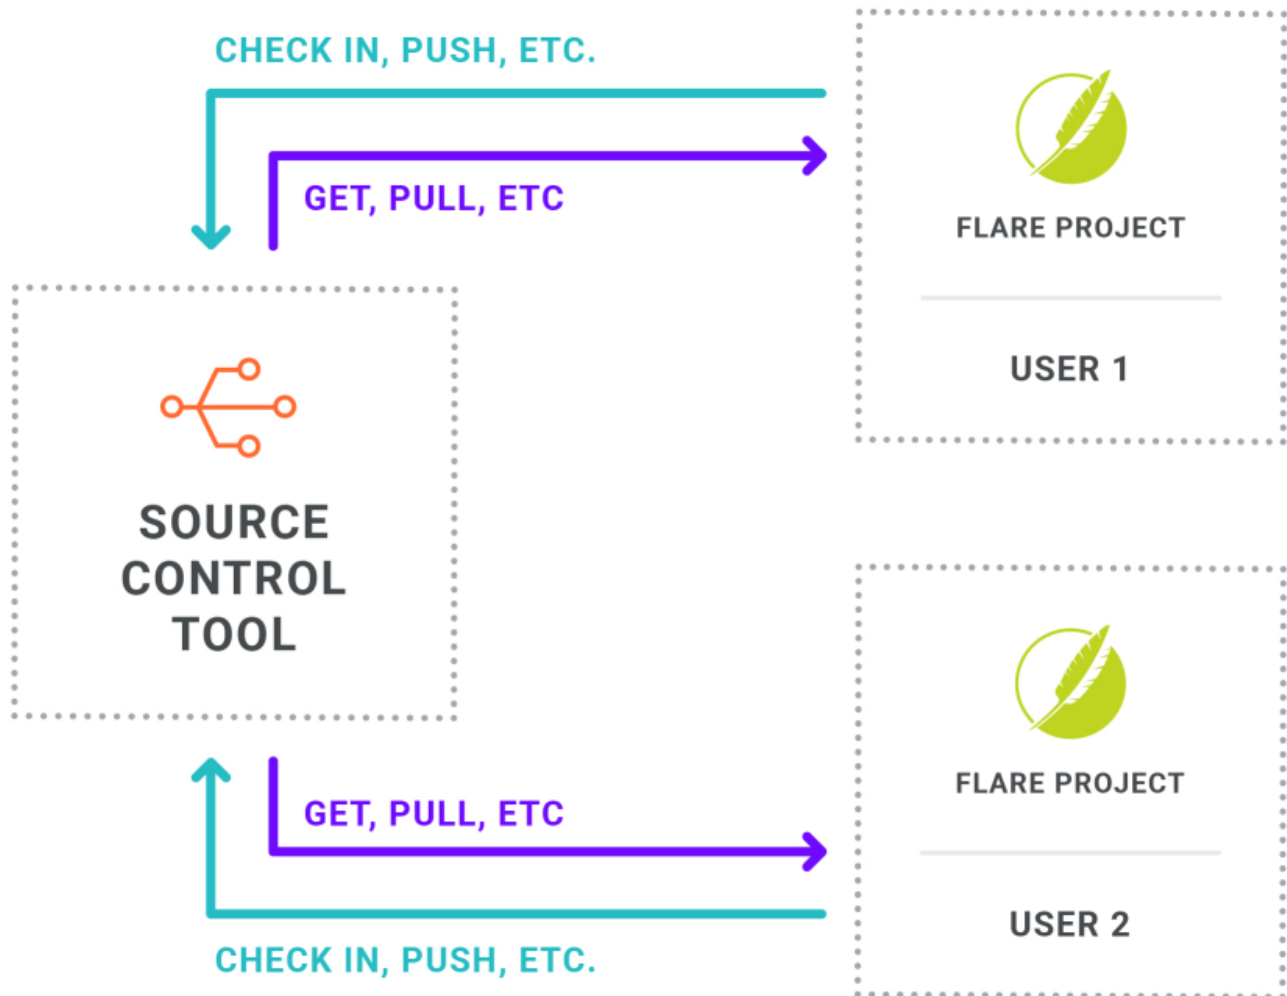 CHECK IN, PUSH, ETC.
GET, PULL, ETC
FLARE PROJECT
USER 1
SOURCE
CONTROL
TOOL
GET, PULL, ETC
CHECK IN, PUSH, ETC.
FLARE PROJECT
USER 2